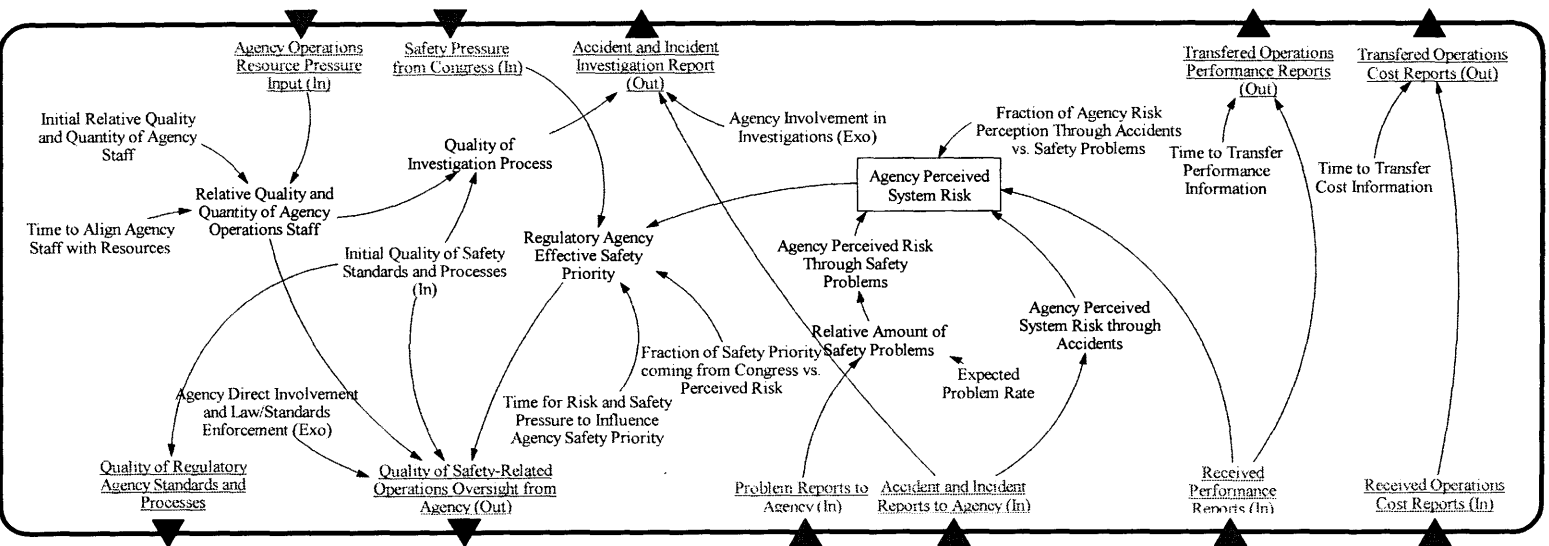 Agency Operations
Resource Pressure
Input (In)
Safety Pressure
from Congress (In)
Accident and Incident
Investigation Report
(Out)
Transfered Operations
Performance Reports
(Out)
Transfered Operations
Cost Reports (Out)
Initial Relative Quality
and Quantity of Agency
Staff
Quality of
Investigation Process
Agency Involvement in
Investigations (Exo)
Fraction of Agency Risk
Perception Through Accidents
vs. Safety Problems
Time to Transfer
Performance
Information
Time to Transfer
Cost Information
Relative Quality and
Quantity of Agency
Operations Staff
Agency Perceived
System Risk
Time to Align Agency
Staff with Resources
Initial Quality of Safety
Standards and Processes
(In)
Regulatory Agency
Effective Safety
Priority
Agency Perceived Risk
Through Safety
Problems
Agency Perceived
System Risk through
Accidents
Relative Amount of
Safety Problems
Fraction of Safety Priority
coming from Congress vs.
Perceived Risk
Expected
Problem Rate
Agency Direct Involvement
and Law/Standards
Enforcement (Exo)
Time for Risk and Safety
Pressure to Influence
Agency Safety Priority
Quality of Regulatory
Agency Standards and
Processes
Quality of Safety-Related
Operations Oversight from
Agency (Out)
Problem Reports to
Agency (In)
Accident and Incident
Reports to Agency (In)
Received
Performance
Reports (In)
Received Operations
Cost Reports (In)